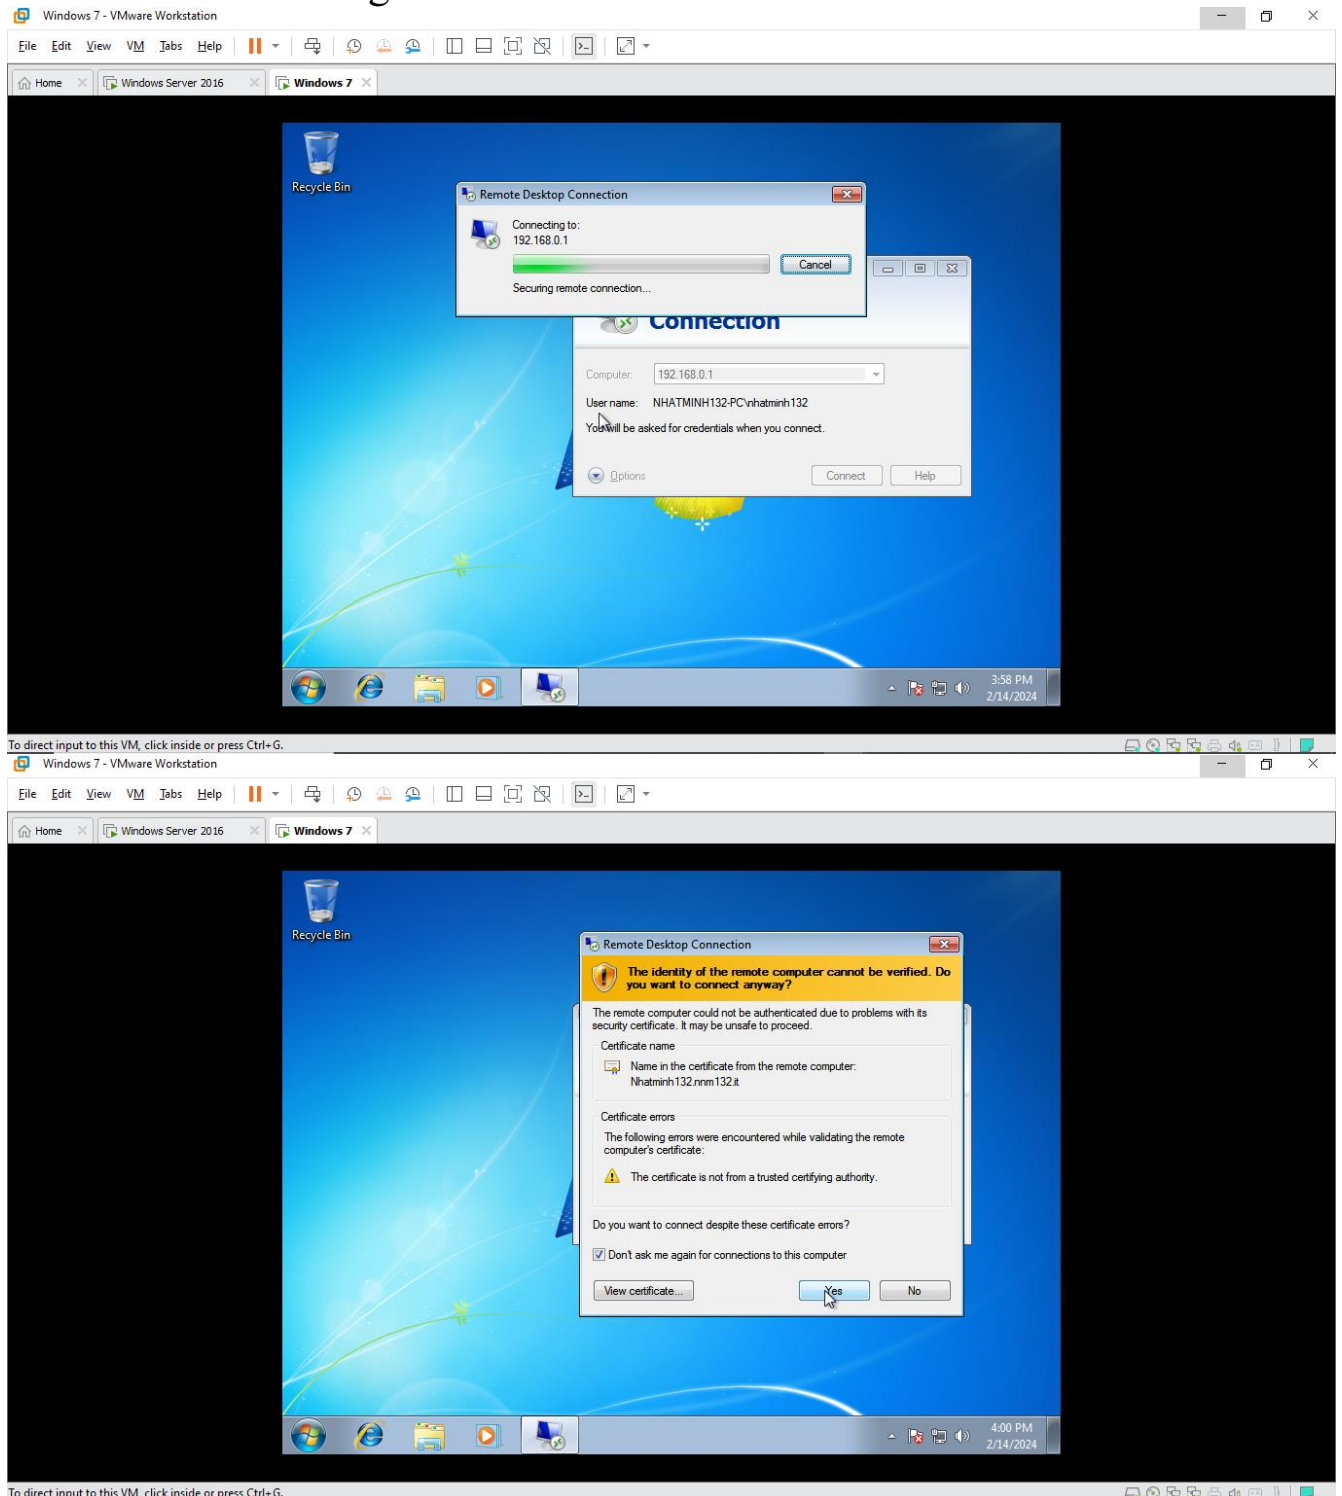 Windows 7 - VMware Workstation
File Edit View VM Tabs Help
Home Windows Server 2016 Windows 7
Recycle Bin
Remote Desktop Connection
Connecting to:
192.168.0.1
Cancel
Securing remote connection...
Connection
Computer: 192.168.0.1
User name: NHATMINH132-PC\nhatminh132
You will be asked for credentials when you connect.
Options Connect Help
3:58 PM
2/14/2024
To direct input to this VM, click inside or press Ctrl+G.
Windows 7 - VMware Workstation
File Edit View VM Tabs Help
Home Windows Server 2016 Windows 7
Recycle Bin
Remote Desktop Connection
The identity of the remote computer cannot be verified. Do
you want to connect anyway?
The remote computer could not be authenticated due to problems with its
security certificate. It may be unsafe to proceed.
Certificate name
Name in the certificate from the remote computer:
Nhatminh132.nnm132.it
Certificate errors
The following errors were encountered while validating the remote
computer's certificate:
The certificate is not from a trusted certifying authority.
Do you want to connect despite these certificate errors?
Don't ask me again for connections to this computer
View certificate... Yes No
4:00 PM
2/14/2024
To direct input to this VM, click inside or press Ctrl+G.